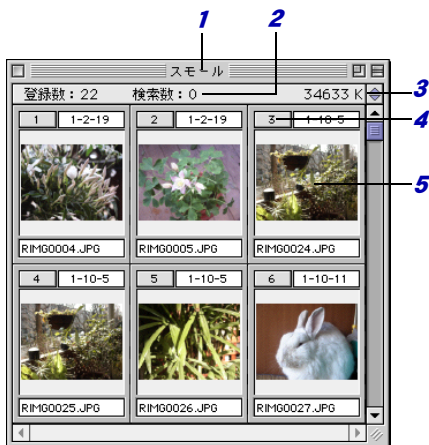 1
2
スモール
登録数：22 検索数：0 34633 K
3
1 1-2-19 2 1-2-19 3 1-10-5
4
5
RIMG0004.JPG RIMG0005.JPG RIMG0024.JPG
4 1-10-5 5 1-10-5 6 1-10-11
RIMG0025.JPG RIMG0026.JPG RIMG0027.JPG